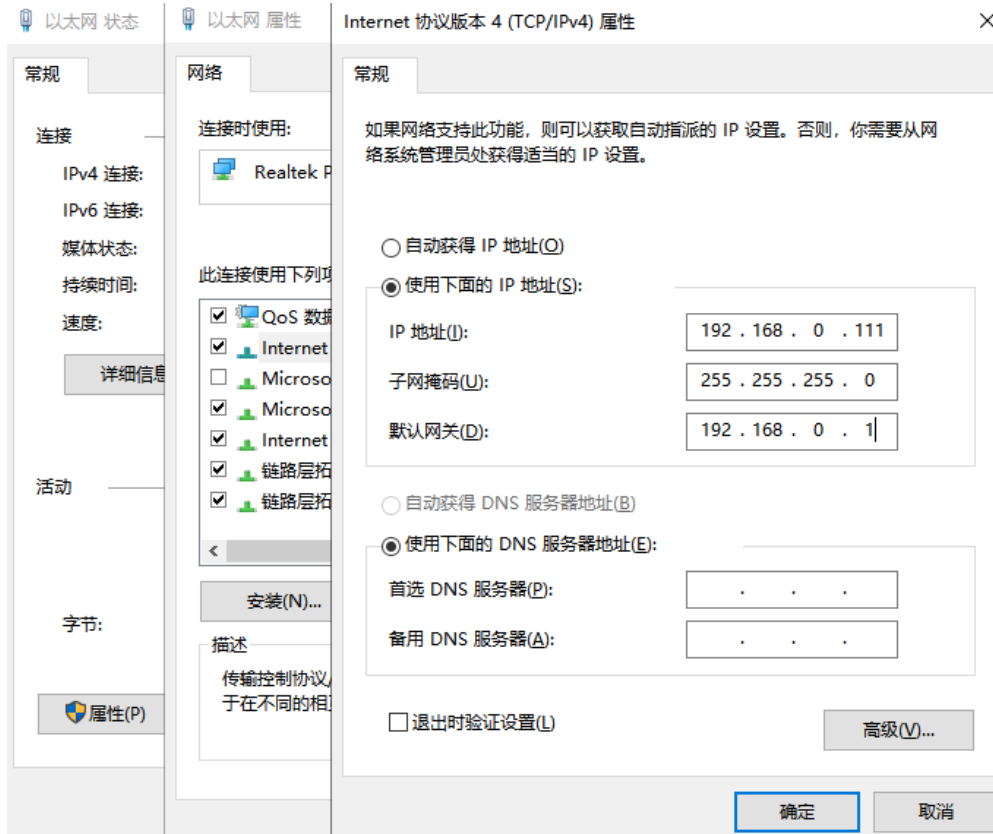 以太网 状态
常规
连接
IPv4 连接:
IPv6 连接:
媒体状态:
持续时间:
速度:
详细信息
活动
字节:
属性(P)
以太网 属性
网络
连接时使用:
Realtek P
此连接使用下列项
QoS 数据
Internet
Microso
Microso
Internet
链路层拓
链路层拓
安装(N)...
描述
传输控制协议/
于在不同的相互
Internet 协议版本 4 (TCP/IPv4) 属性
常规
如果网络支持此功能，则可以获取自动指派的 IP 设置。否则，你需要从网
络系统管理员处获得适当的 IP 设置。
自动获得 IP 地址(O)
使用下面的 IP 地址(S):
IP 地址(I): 192 . 168 . 0 . 111
子网掩码(U): 255 . 255 . 255 . 0
默认网关(D): 192 . 168 . 0 . 1
自动获得 DNS 服务器地址(B)
使用下面的 DNS 服务器地址(E):
首选 DNS 服务器(P): . . .
备用 DNS 服务器(A): . . .
退出时验证设置(L)
高级(V)...
确定
取消